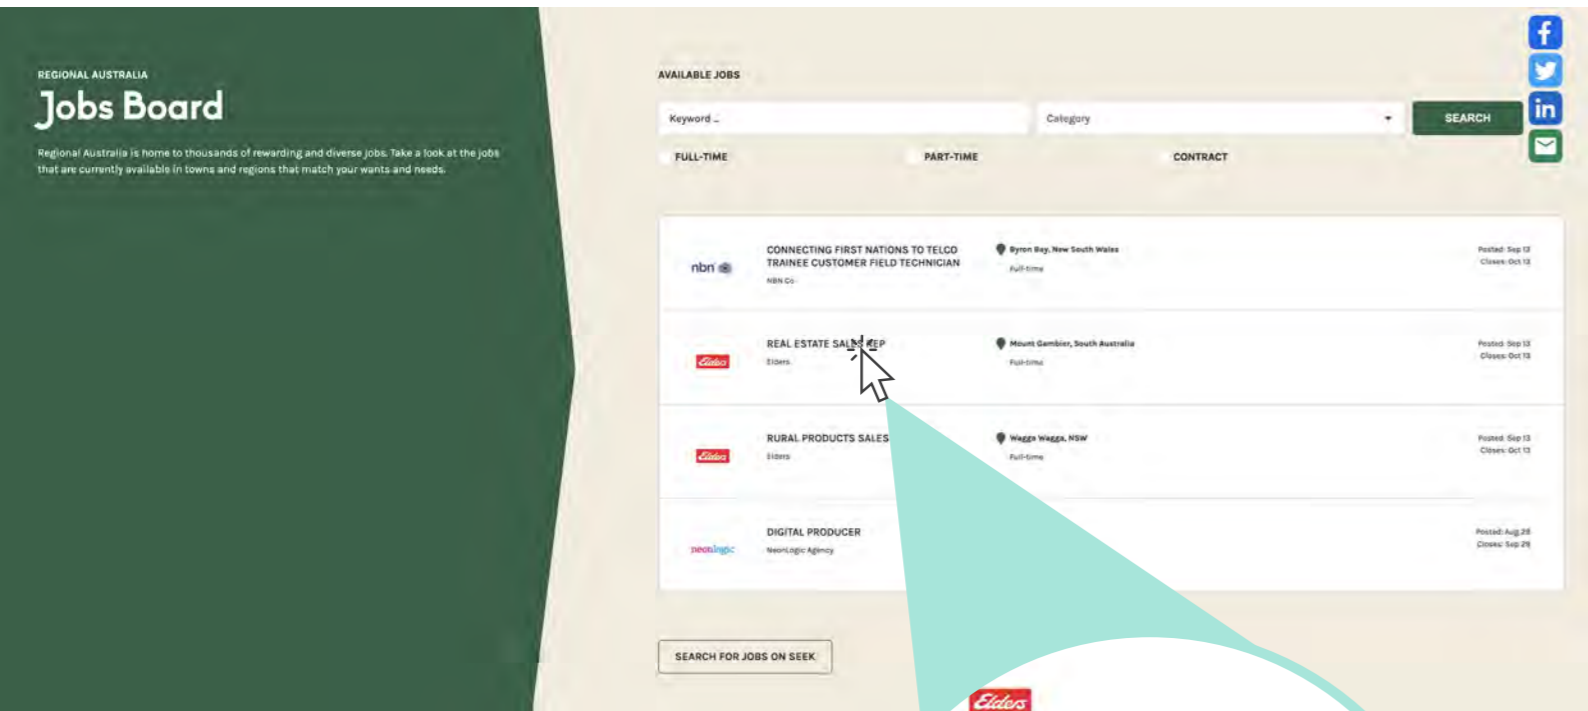 REGIONAL AUSTRALIA
Jobs Board
Regional Australia is home to thousands of rewarding and diverse jobs. Take a look at the jobs
that are currently available in towns and regions that match your wants and needs.
AVAILABLE JOBS
Keyword ...
Category
SEARCH
FULL-TIME
PART-TIME
CONTRACT
nbn
CONNECTING FIRST NATIONS TO TELCO
TRAINEE CUSTOMER FIELD TECHNICIAN
NBN Co
Byron Bay, New South Wales
Full-time
Posted: Sep 13
Closes: Oct 13
Elders
REAL ESTATE SALES REP
Elders
Mount Gambier, South Australia
Full-time
Posted: Sep 13
Closes: Oct 13
Elders
RURAL PRODUCTS SALES
Elders
Wagga Wagga, NSW
Full-time
Posted: Sep 13
Closes: Oct 13
neonlogic
DIGITAL PRODUCER
NeonLogic Agency
Posted: Aug 29
Closes: Sep 29
SEARCH FOR JOBS ON SEEK
Elders